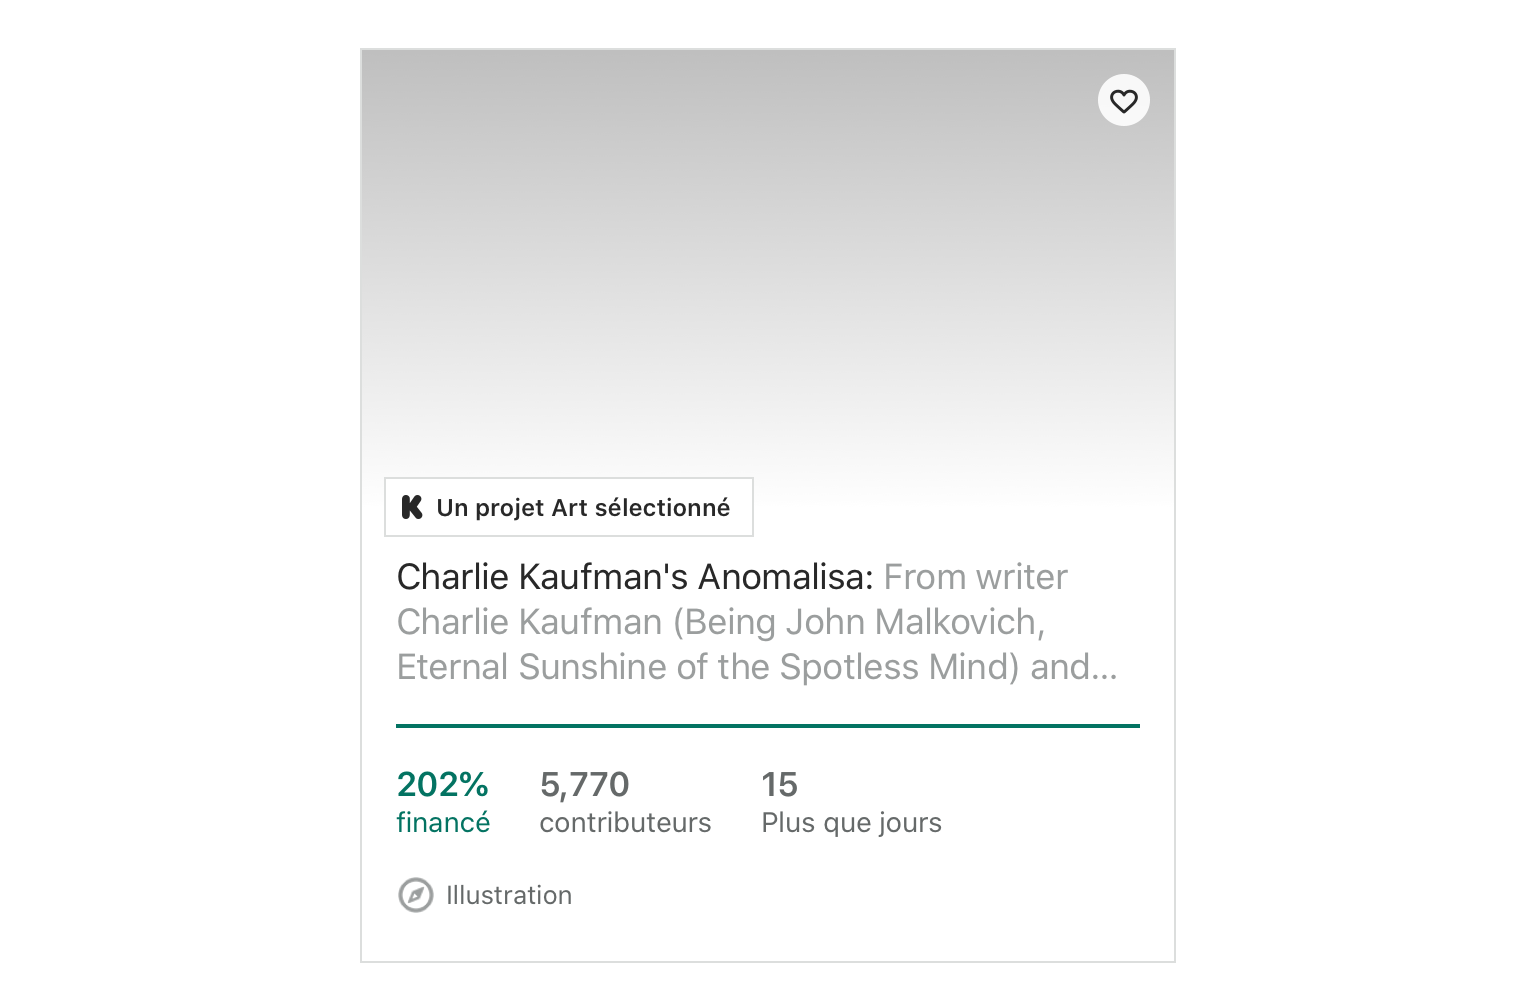 Un projet Art sélectionné
Charlie Kaufman's Anomalisa: From writer
Charlie Kaufman (Being John Malkovich,
Eternal Sunshine of the Spotless Mind) and...
202% 5,770 15
financé contributeurs Plus que jours
Illustration